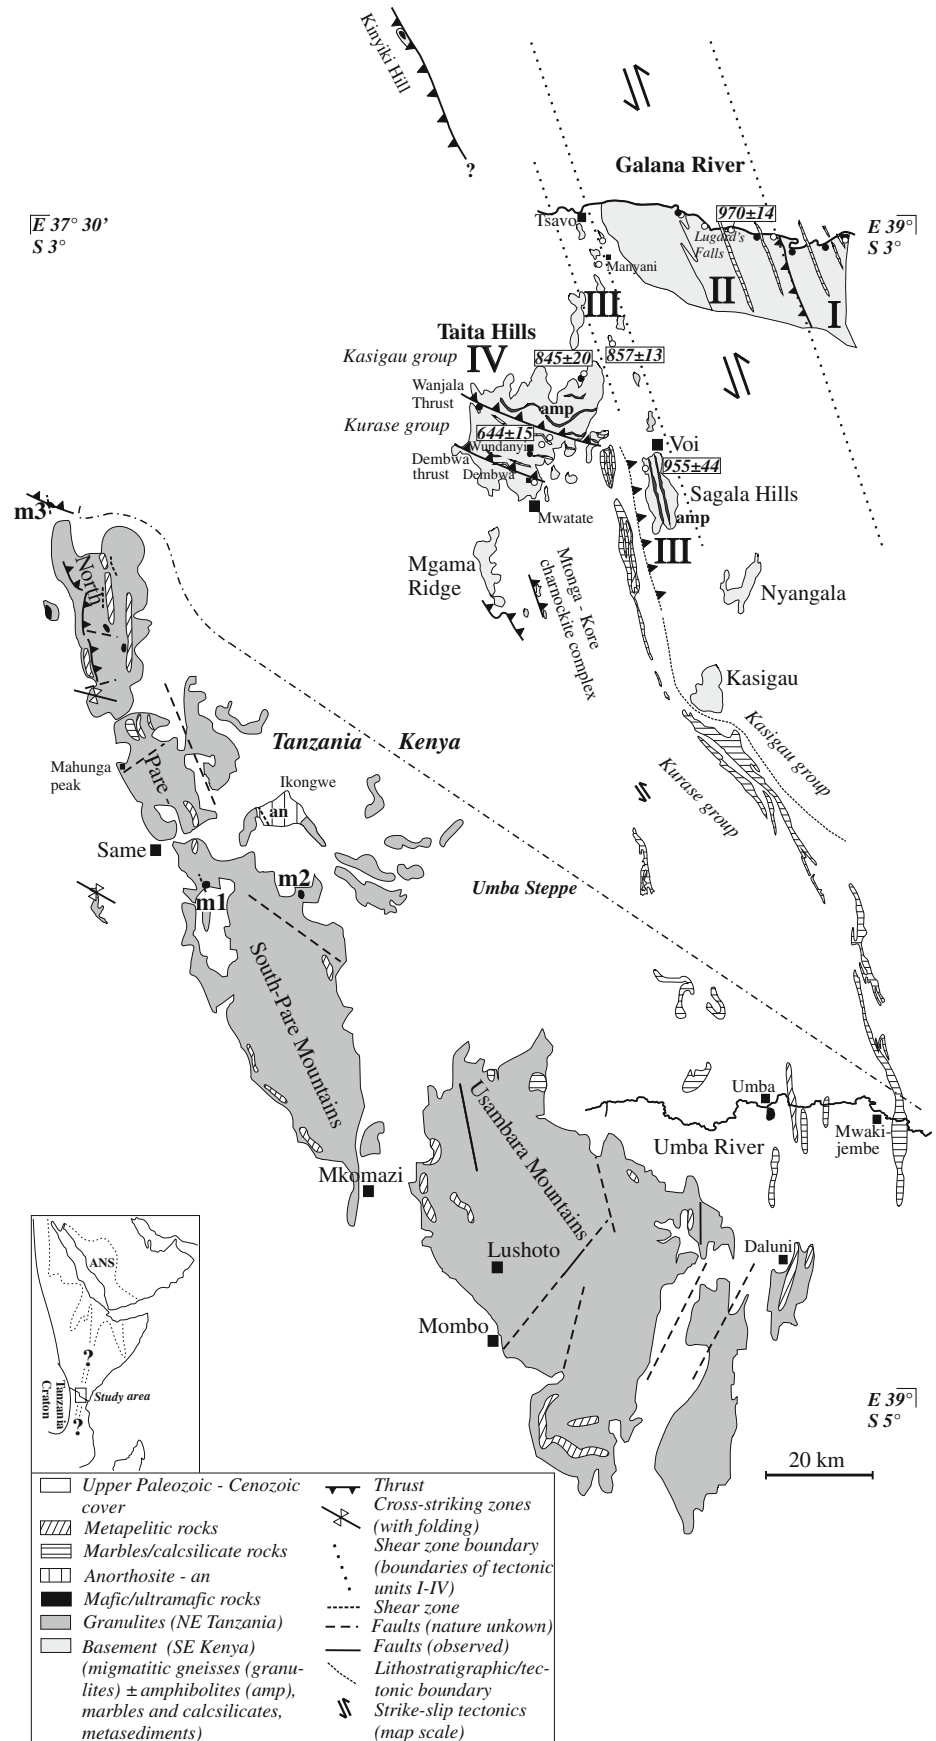 Kinyiki Hill
?
Galana River
E 37° 30'
S 3°
E 39°
S 3°
Tsavo
970±14
Lugard's
Falls
Manyani
III
II
I
Taita Hills
Kasigau group
IV
845±20
857±13
Wanjala
Thrust
amp
Kurase group
644±15
Wundanyi
Voi
Dembwa
thrust
Dembwa
955±44
Sagala Hills
Mwatate
amp
m3
III
Mgama
Ridge
Mtonga - Kore
charnockite complex
North
Nyangala
Kasigau
Tanzania
Kenya
Kasigau group
Mahunga
peak
Pare
Ikongwe
an
Kurase group
Same
m2
m1
Umba Steppe
South-Pare Mountains
Umba
Usambara Mountains
Umba River
Mwaki-
jembe
Mkomazi
Lushoto
Daluni
Mombo
ANS
?
Tanzania
Craton
Study area
?
E 39°
S 5°
20 km
Upper Paleozoic - Cenozoic
cover
Metapelitic rocks
Marbles/calcsilicate rocks
Anorthosite - an
Mafic/ultramafic rocks
Granulites (NE Tanzania)
Basement (SE Kenya)
(migmatitic gneisses (granu-
lites) ± amphibolites (amp),
marbles and calcsilicates,
metasediments)
Thrust
Cross-striking zones
(with folding)
Shear zone boundary
(boundaries of tectonic
units I-IV)
Shear zone
Faults (nature unkown)
Faults (observed)
Lithostratigraphic/tec-
tonic boundary
Strike-slip tectonics
(map scale)